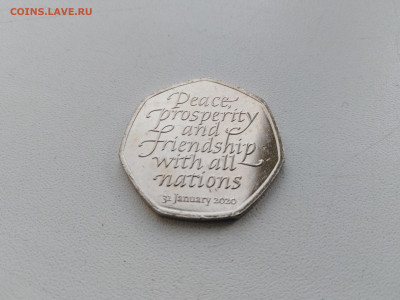 COINS.LAVE.RU
Peace,
prosperity
and
friendship
with all
nations
31 January 2020